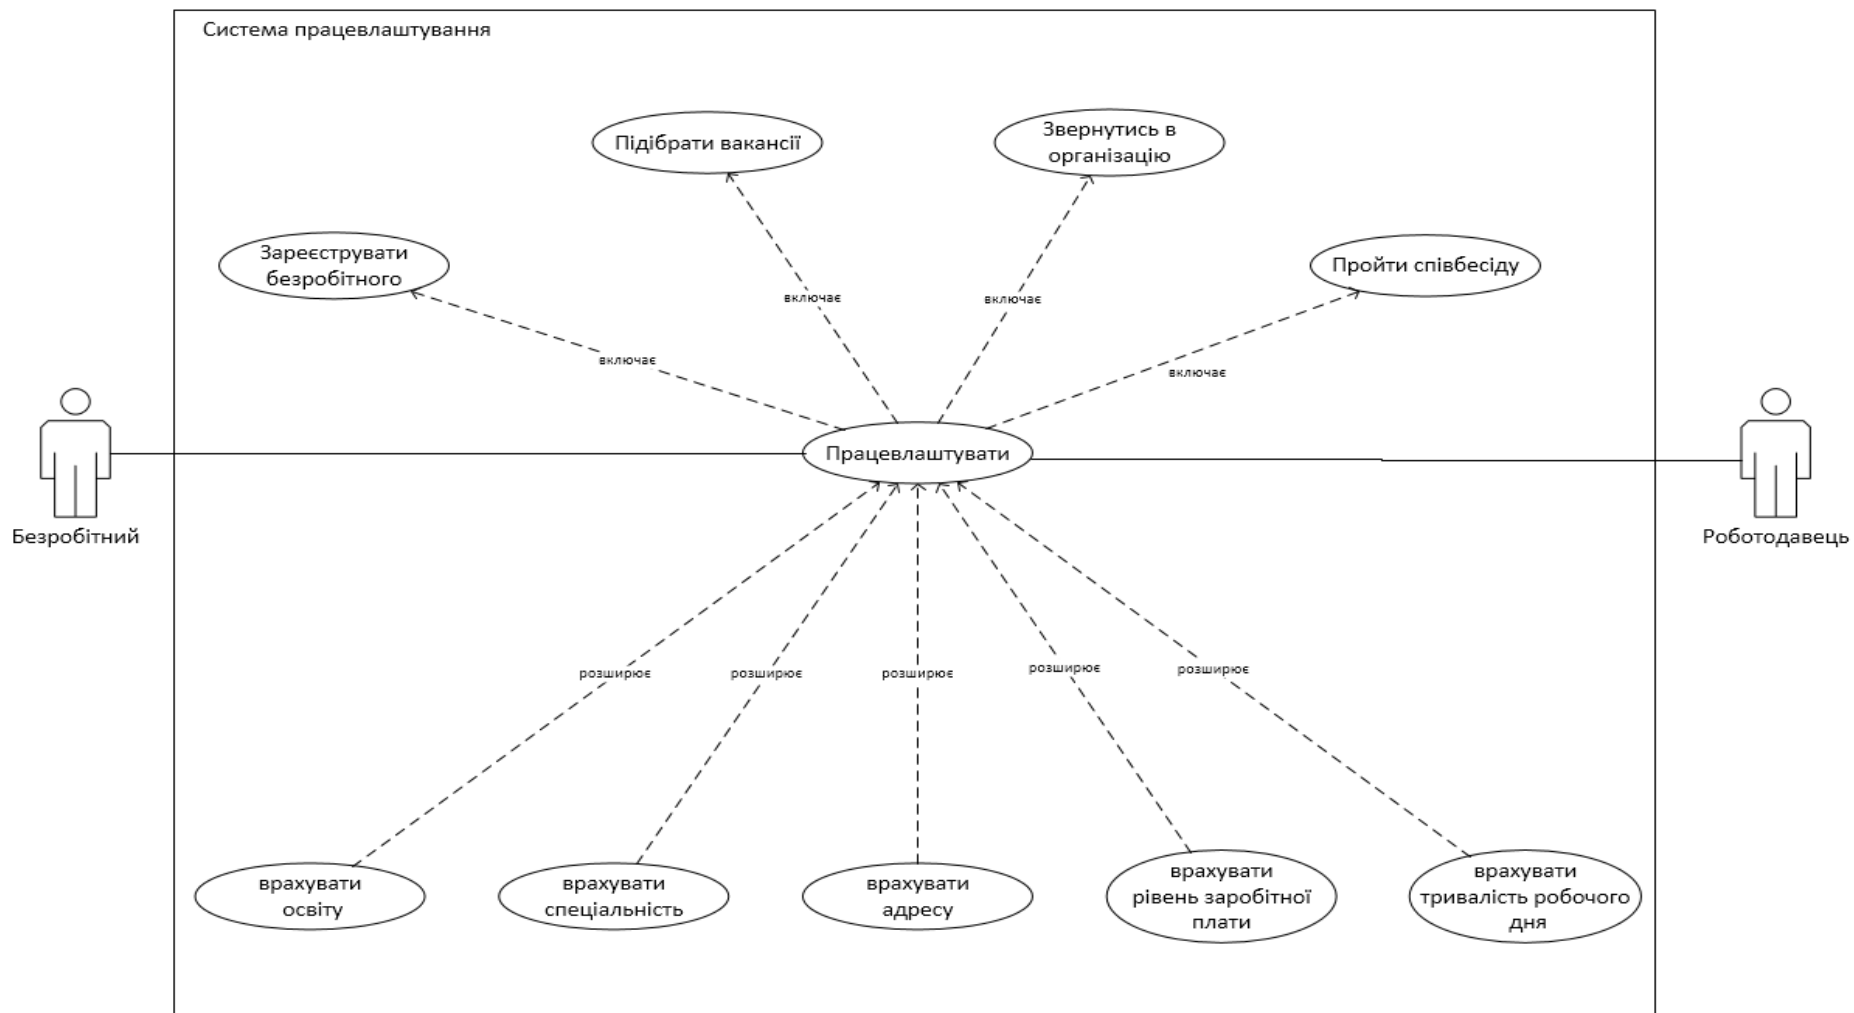 Система працевлаштування
Підібрати вакансії
Звернутись в
організацію
Зареєструвати
безробітного
Пройти співбесіду
включає
включає
включає
включає
Працевлаштувати
Безробітний
Роботодавець
розширює
розширює
розширює
розширює
розширює
врахувати
освіту
врахувати
спеціальність
врахувати
адресу
врахувати
рівень заробітної
плати
врахувати
тривалість робочого
дня